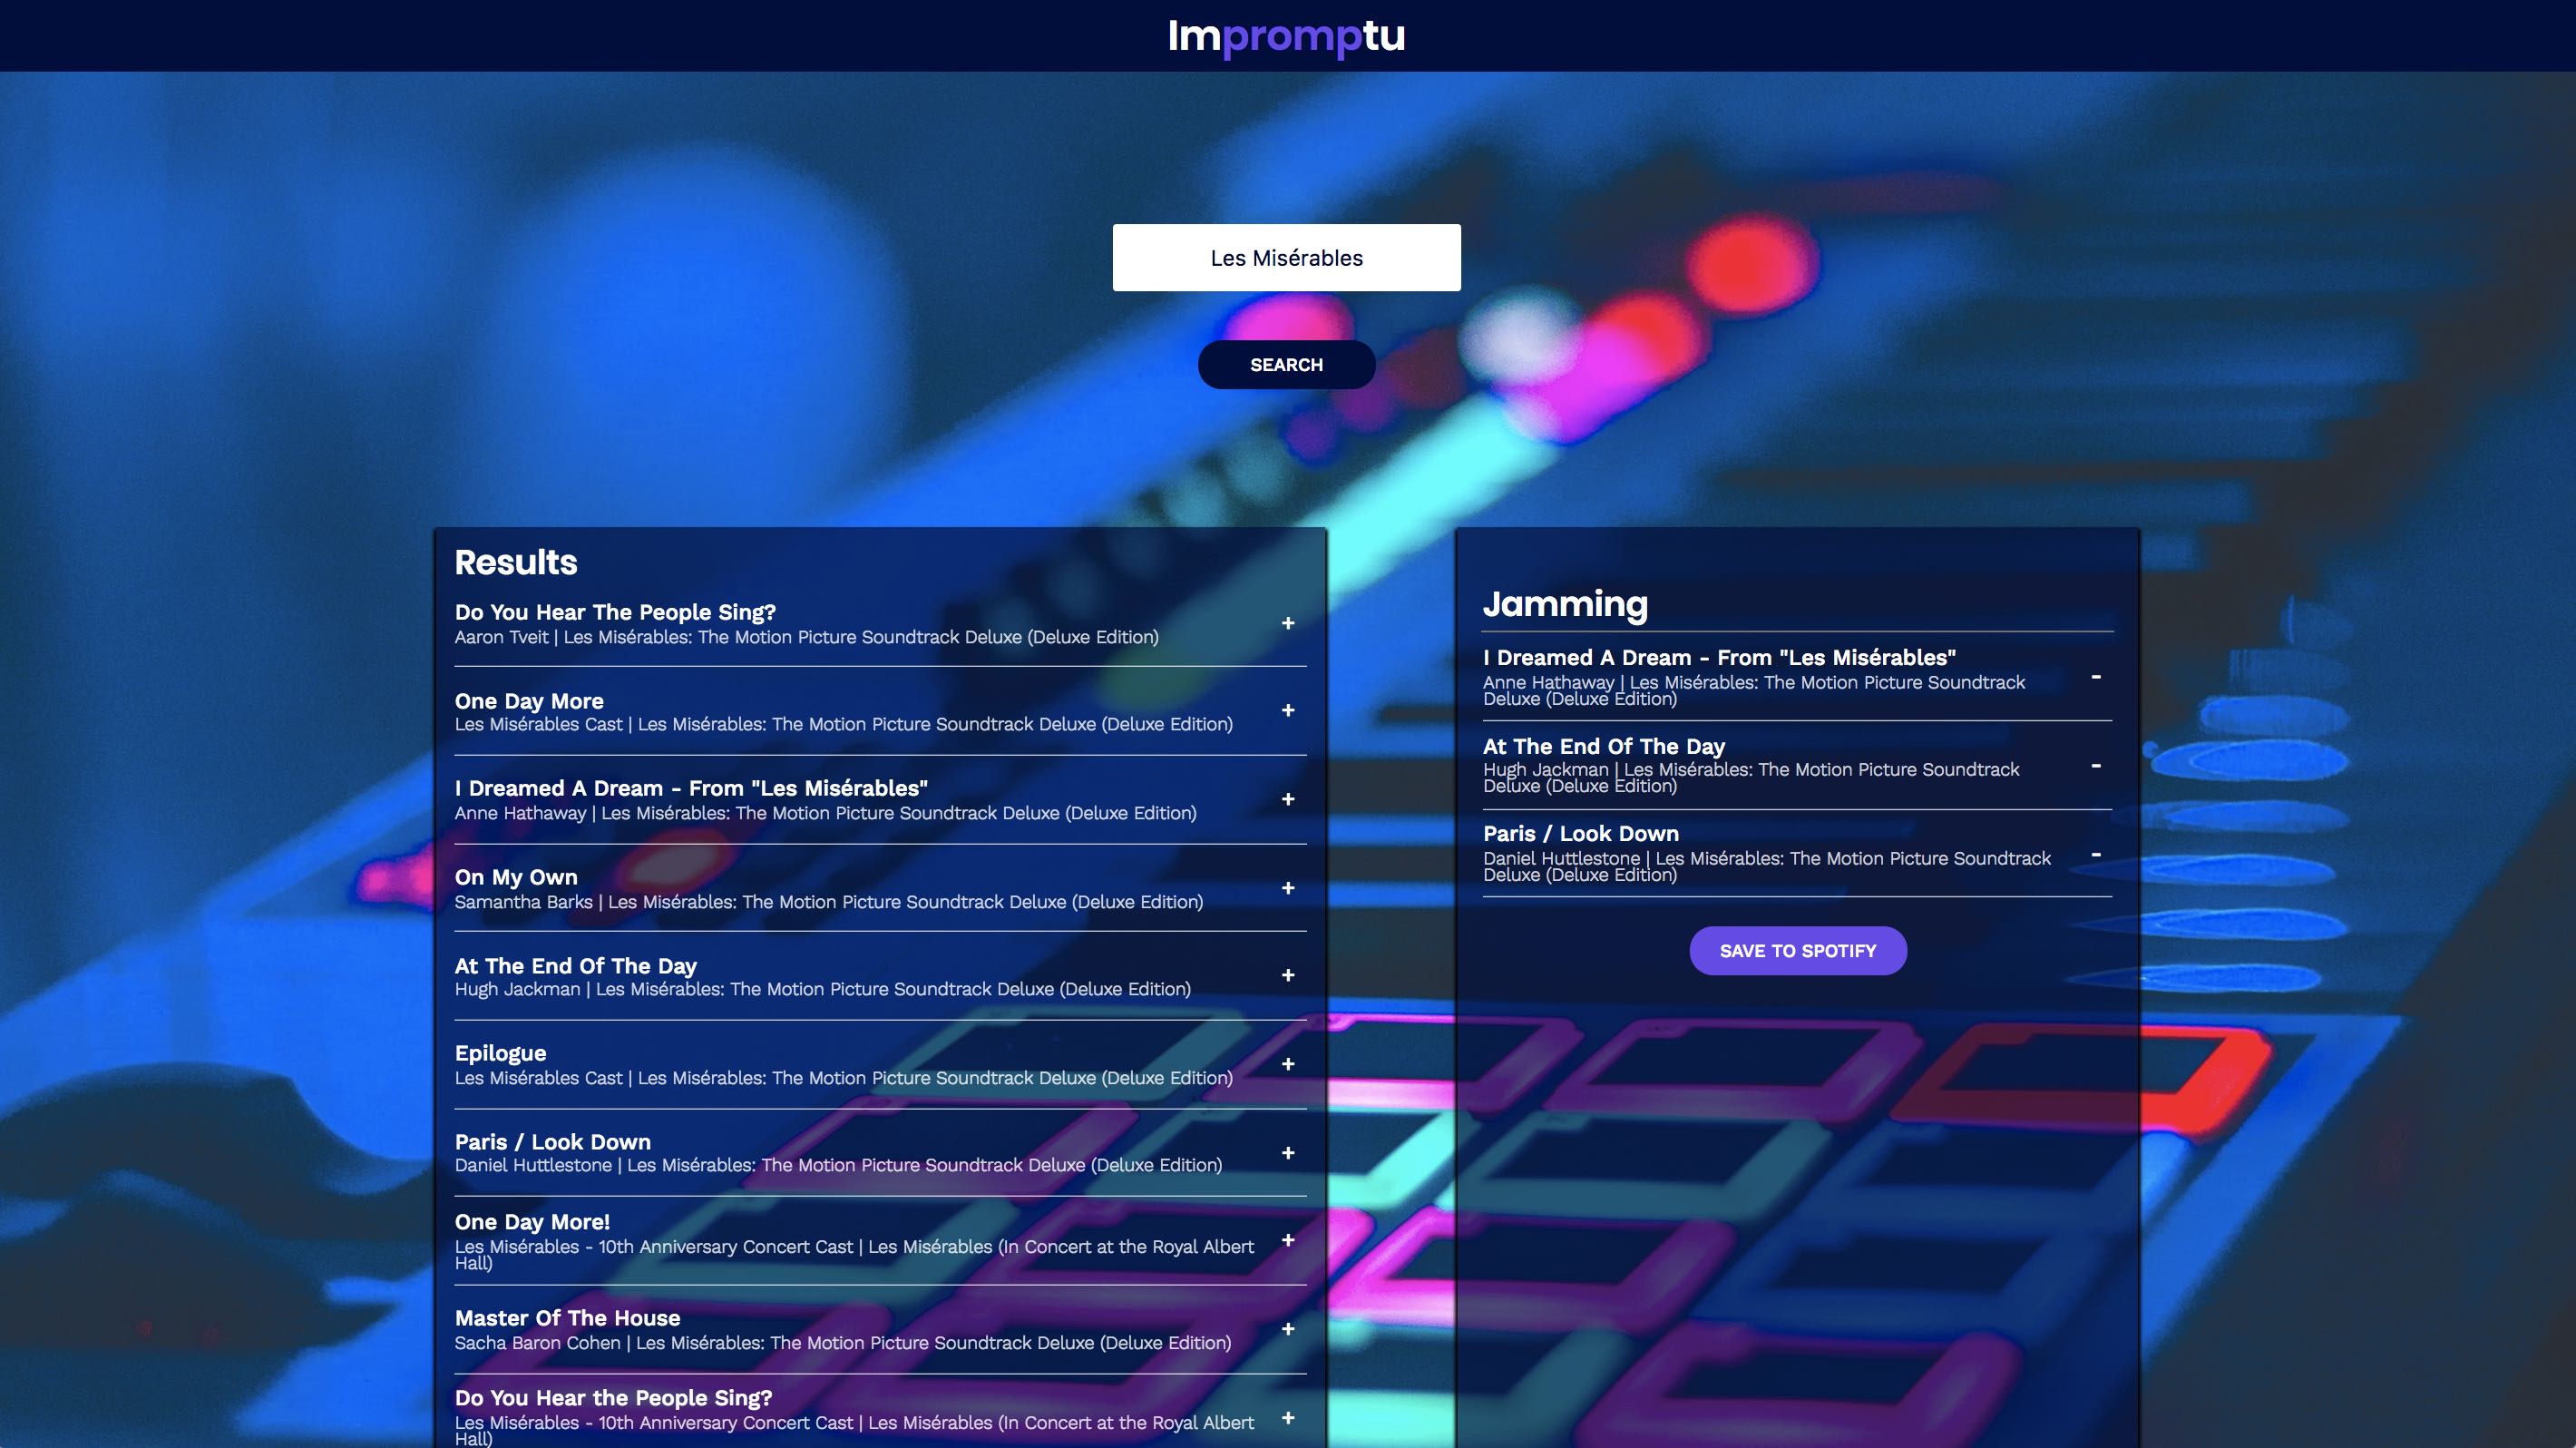 Impromptu
Les Misérables
SEARCH
Results
Do You Hear The People Sing?
Aaron Tveit | Les Misérables: The Motion Picture Soundtrack Deluxe (Deluxe Edition)
+
One Day More
Les Misérables Cast | Les Misérables: The Motion Picture Soundtrack Deluxe (Deluxe Edition)
+
I Dreamed A Dream - From "Les Misérables"
Anne Hathaway | Les Misérables: The Motion Picture Soundtrack Deluxe (Deluxe Edition)
+
On My Own
Samantha Barks | Les Misérables: The Motion Picture Soundtrack Deluxe (Deluxe Edition)
+
At The End Of The Day
Hugh Jackman | Les Misérables: The Motion Picture Soundtrack Deluxe (Deluxe Edition)
+
Epilogue
Les Misérables Cast | Les Misérables: The Motion Picture Soundtrack Deluxe (Deluxe Edition)
+
Paris / Look Down
Daniel Huttlestone | Les Misérables: The Motion Picture Soundtrack Deluxe (Deluxe Edition)
+
One Day More!
Les Misérables - 10th Anniversary Concert Cast | Les Misérables (In Concert at the Royal Albert
Hall)
+
Master Of The House
Sacha Baron Cohen | Les Misérables: The Motion Picture Soundtrack Deluxe (Deluxe Edition)
+
Do You Hear the People Sing?
Les Misérables - 10th Anniversary Concert Cast | Les Misérables (In Concert at the Royal Albert
Hall)
+
Jamming
I Dreamed A Dream - From "Les Misérables"
Anne Hathaway | Les Misérables: The Motion Picture Soundtrack
Deluxe (Deluxe Edition)
-
At The End Of The Day
Hugh Jackman | Les Misérables: The Motion Picture Soundtrack
Deluxe (Deluxe Edition)
-
Paris / Look Down
Daniel Huttlestone | Les Misérables: The Motion Picture Soundtrack
Deluxe (Deluxe Edition)
-
SAVE TO SPOTIFY